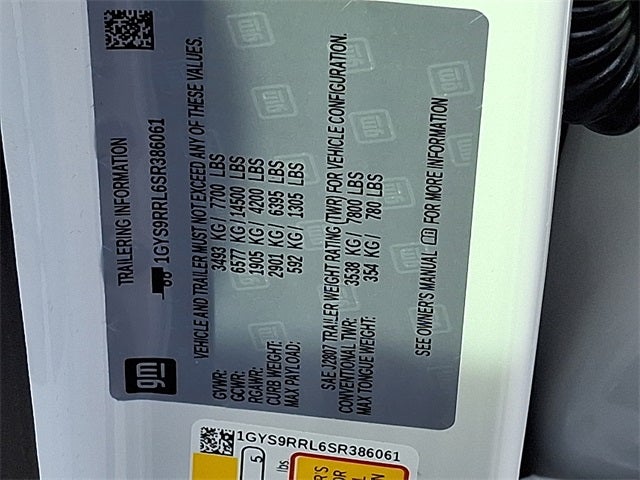 gm
TRAILERING INFORMATION
1GYS9RRL6SR386061
VEHICLE AND TRAILER MUST NOT EXCEED ANY OF THESE VALUES.
GVWR: 3493 KG / 7700 LBS
GCWR: 6577 KG / 14500 LBS
RGAWR: 1905 KG / 4200 LBS
CURB WEIGHT: 2901 KG / 6395 LBS
MAX PAYLOAD: 592 KG / 1305 LBS
SAE J2807 TRAILER WEIGHT RATING (TWR) FOR VEHICLE CONFIGURATION.
CONVENTIONAL TWR: 3538 KG / 7800 LBS
MAX TONGUE WEIGHT: 354 KG / 780 LBS
SEE OWNER'S MANUAL FOR MORE INFORMATION
1GYS9RRL6SR386061
5
lbs